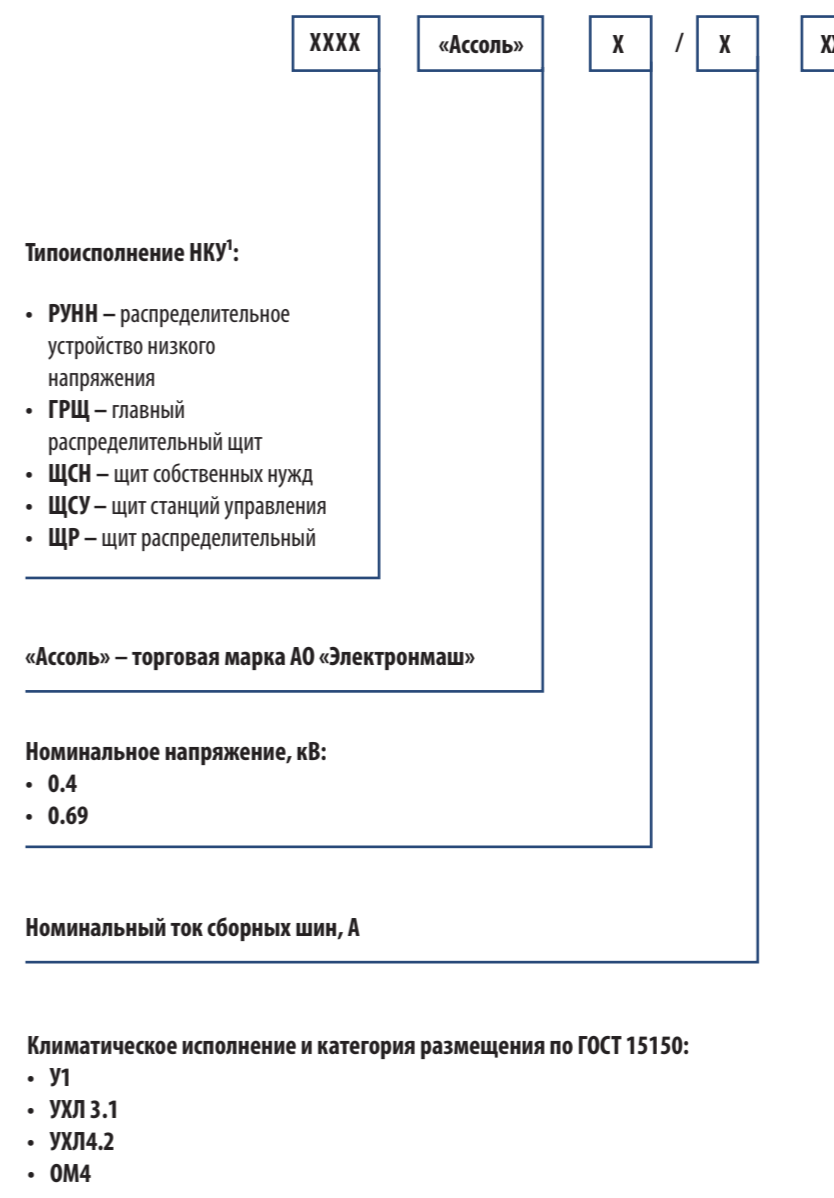 XXXX «Ассоль» X / X
Типоисполнение НКУ¹:
• РУНН – распределительное
устройство низкого
напряжения
• ГРЩ – главный
распределительный щит
• ЩСН – щит собственных нужд
• ЩСУ – щит станций управления
• ЩР – щит распределительный
«Ассоль» – торговая марка АО «Электронмаш»
Номинальное напряжение, кВ:
• 0.4
• 0.69
Номинальный ток сборных шин, А
Климатическое исполнение и категория размещения по ГОСТ 15150:
• У1
• УХЛ 3.1
• УХЛ4.2
• ОМ4